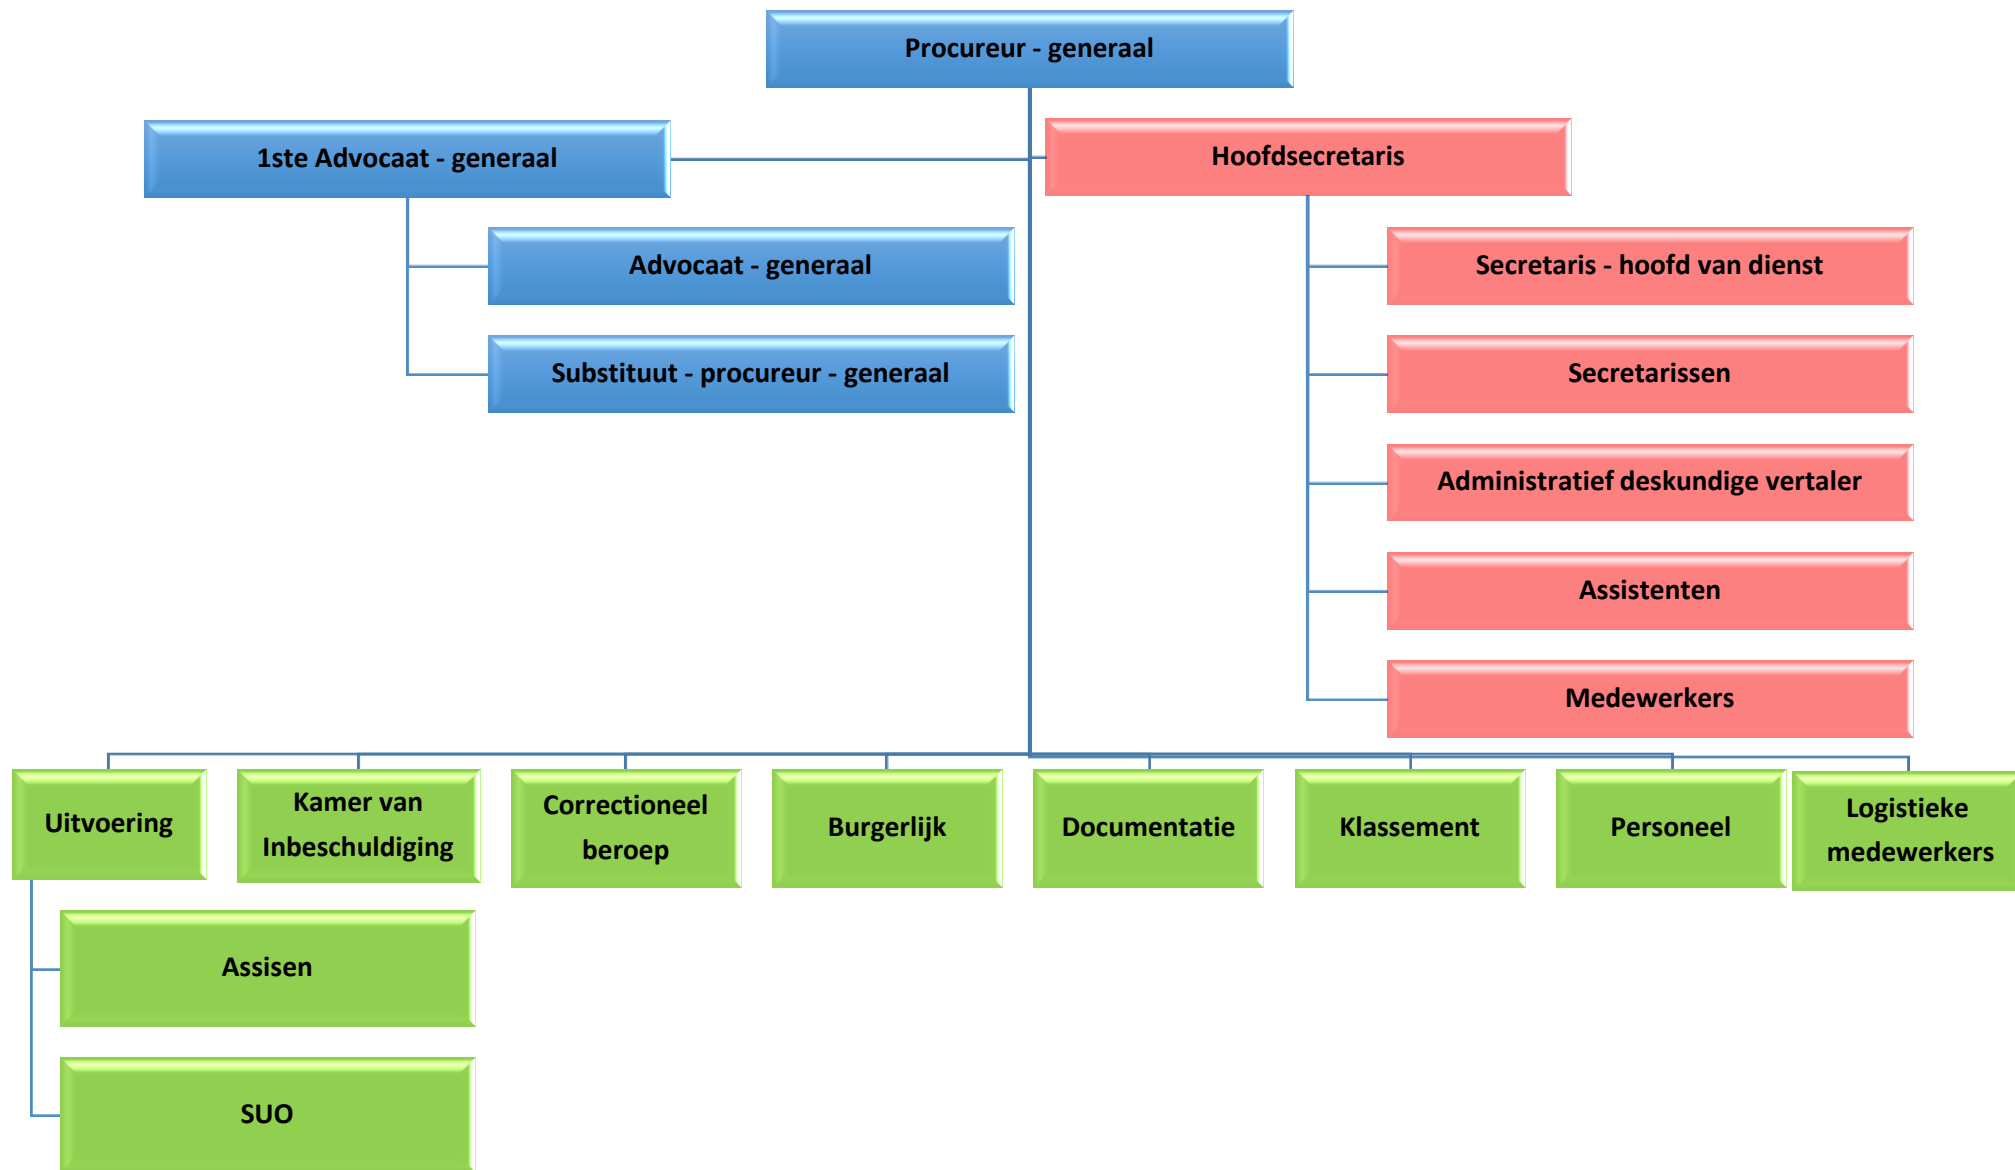 Procureur - generaal
1ste Advocaat - generaal
Hoofdsecretaris
Advocaat - generaal
Secretaris - hoofd van dienst
Substituut - procureur - generaal
Secretarissen
Administratief deskundige vertaler
Assistenten
Medewerkers
Uitvoering
Kamer van
Inbeschuldiging
Correctioneel
beroep
Burgerlijk
Documentatie
Klassement
Personeel
Logistieke
medewerkers
Assisen
SUO